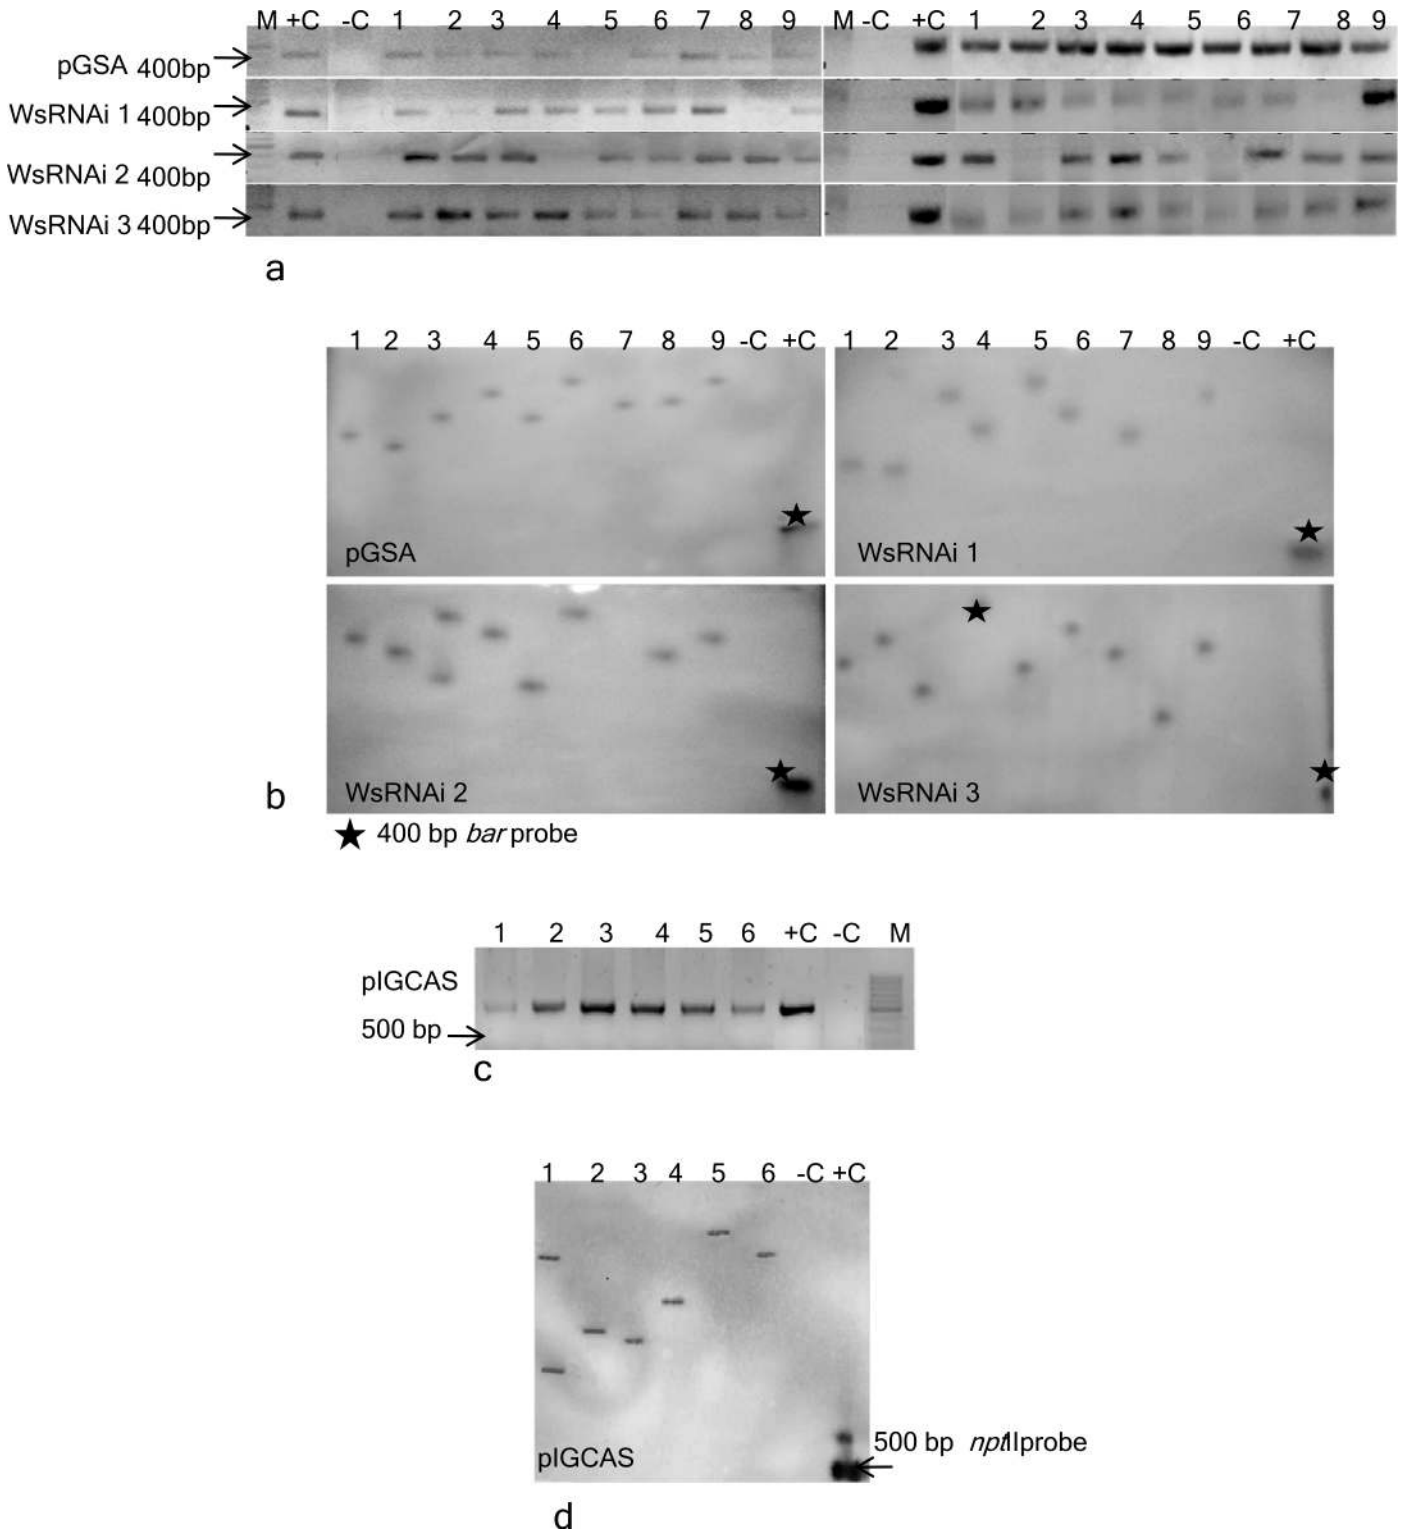 M +C -C 1 2 3 4 5 6 7 8 9 M -C +C 1 2 3 4 5 6 7 8 9
pGSA 400bp
WsRNAi 1 400bp
WsRNAi 2 400bp
WsRNAi 3 400bp
a
1 2 3 4 5 6 7 8 9 -C +C 1 2 3 4 5 6 7 8 9 -C +C
pGSA WsRNAi 1
WsRNAi 2 WsRNAi 3
b
400 bp bar probe
1 2 3 4 5 6 +C -C M
pIGCAS
500 bp
c
1 2 3 4 5 6 -C +C
500 bp nptIIprobe
pIGCAS
d